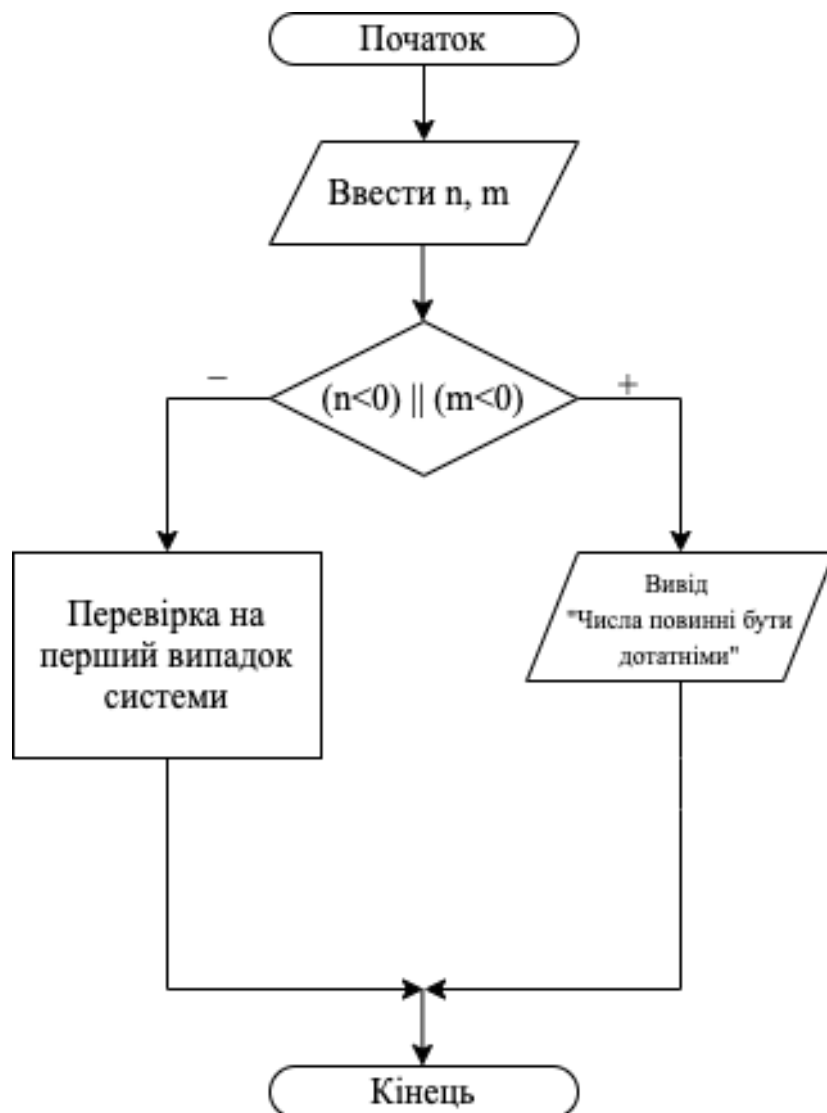 Початок
Ввести n, m
−
(n<0) || (m<0)
+
Перевірка на
перший випадок
системи
Вивід
"Числа повинні бути
дотатніми"
Кінець